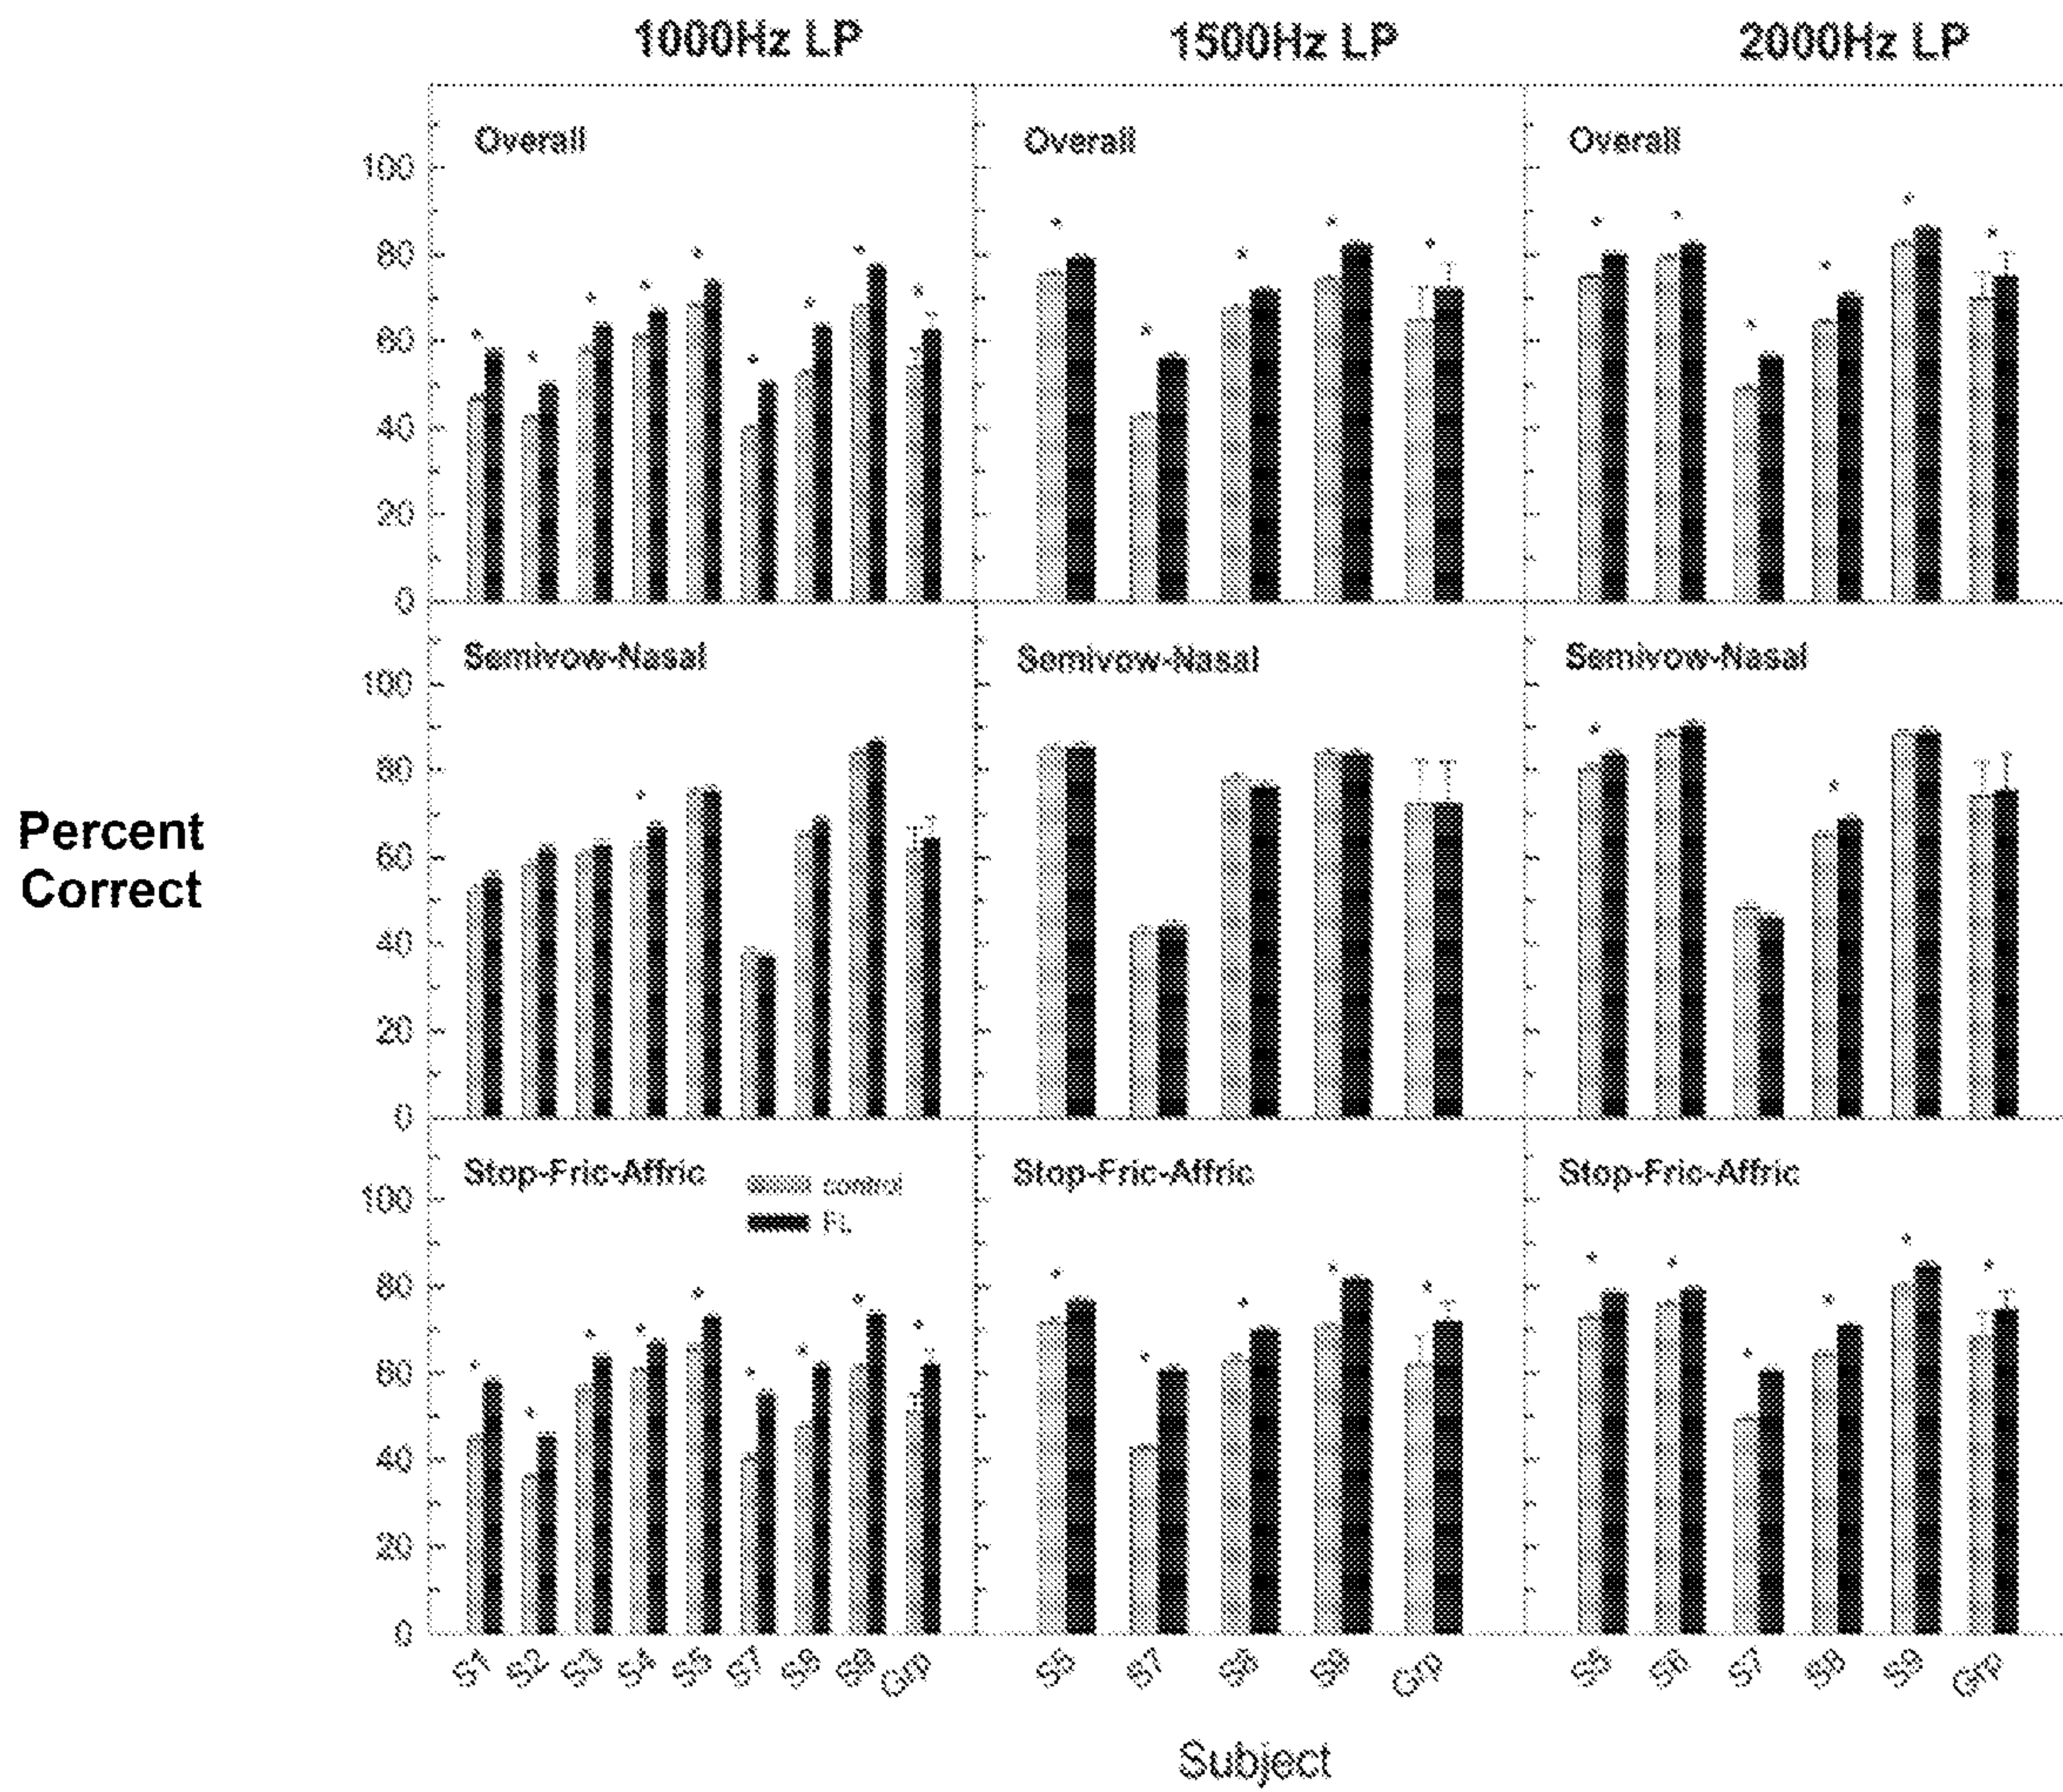 1000Hz LP 1500Hz LP 2000Hz LP
Overall Overall Overall
100
80
60
40
20
0
Semivow-Nasal Semivow-Nasal Semivow-Nasal
100
80
60
40
20
0
Percent
Correct
Stop-Fric-Affric Stop-Fric-Affric Stop-Fric-Affric
control
FL
100
80
60
40
20
0
S1 S2 S3 S4 S5 S7 S8 S9 Grp S7 S8 S9 Grp S5 S6 S7 S8 S9 Grp
Subject